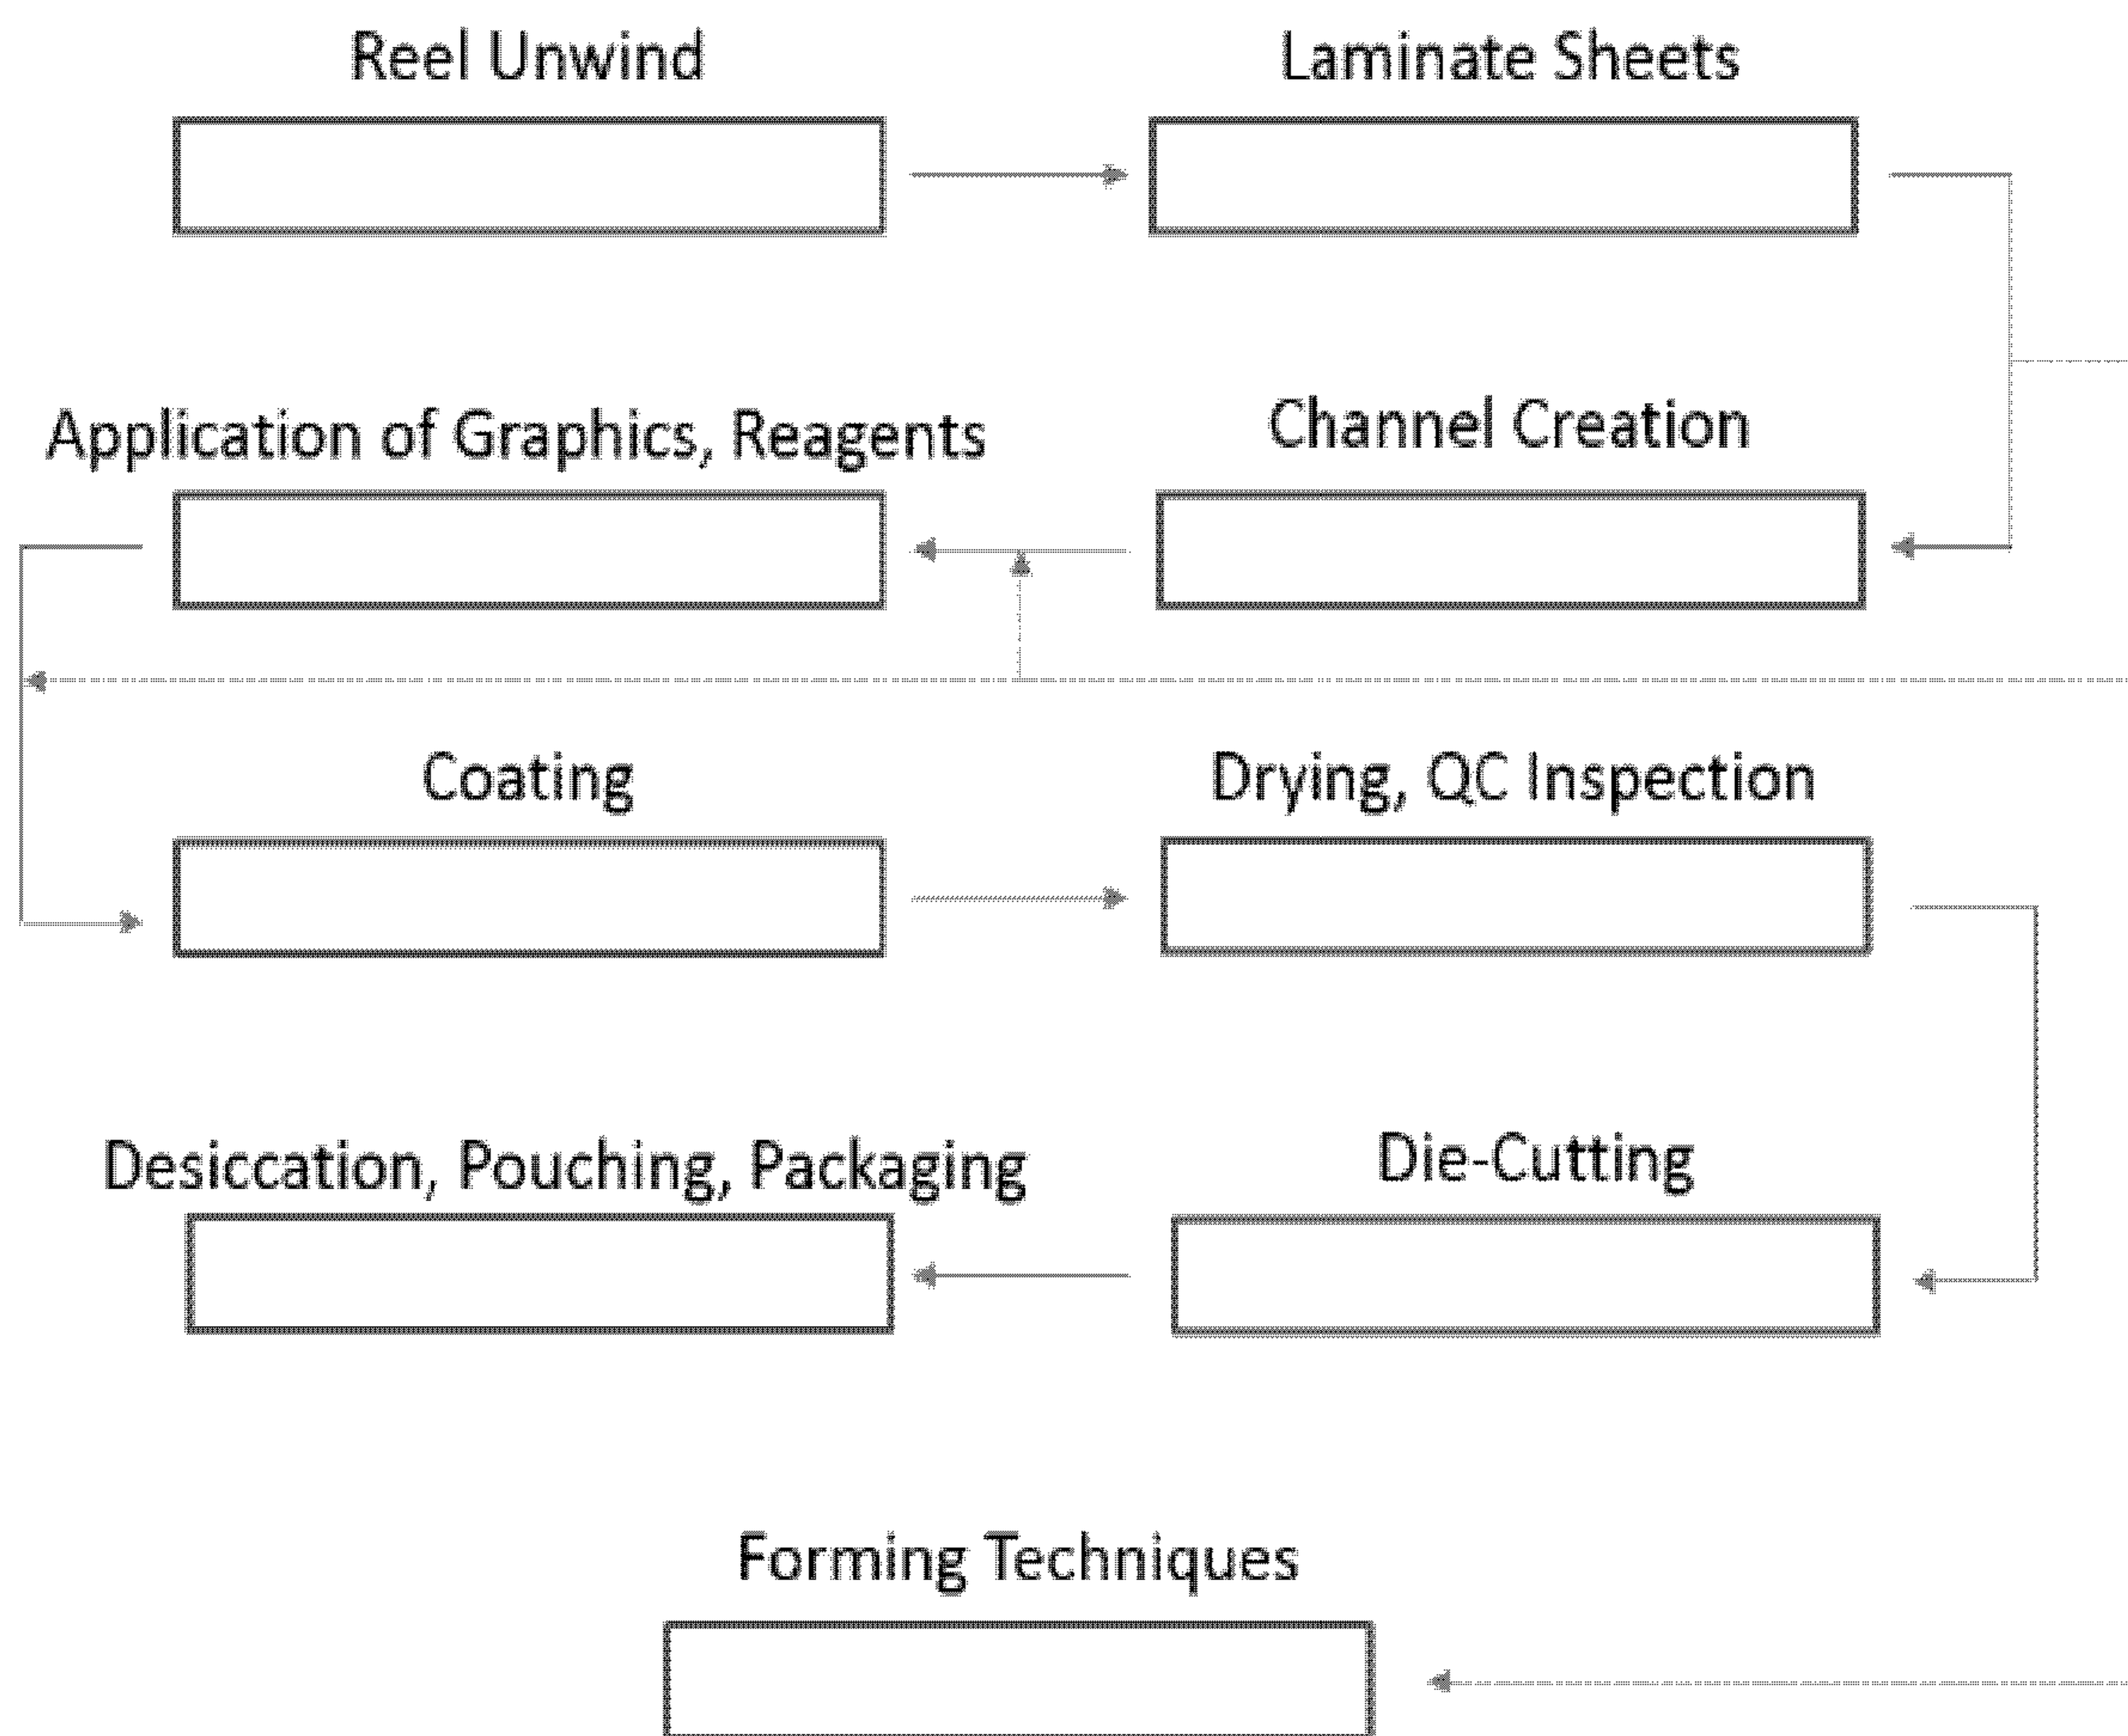 Reel Unwind
Laminate Sheets
Application of Graphics, Reagents
Channel Creation
Coating
Drying, QC Inspection
Desiccation, Pouching, Packaging
Die-Cutting
Forming Techniques